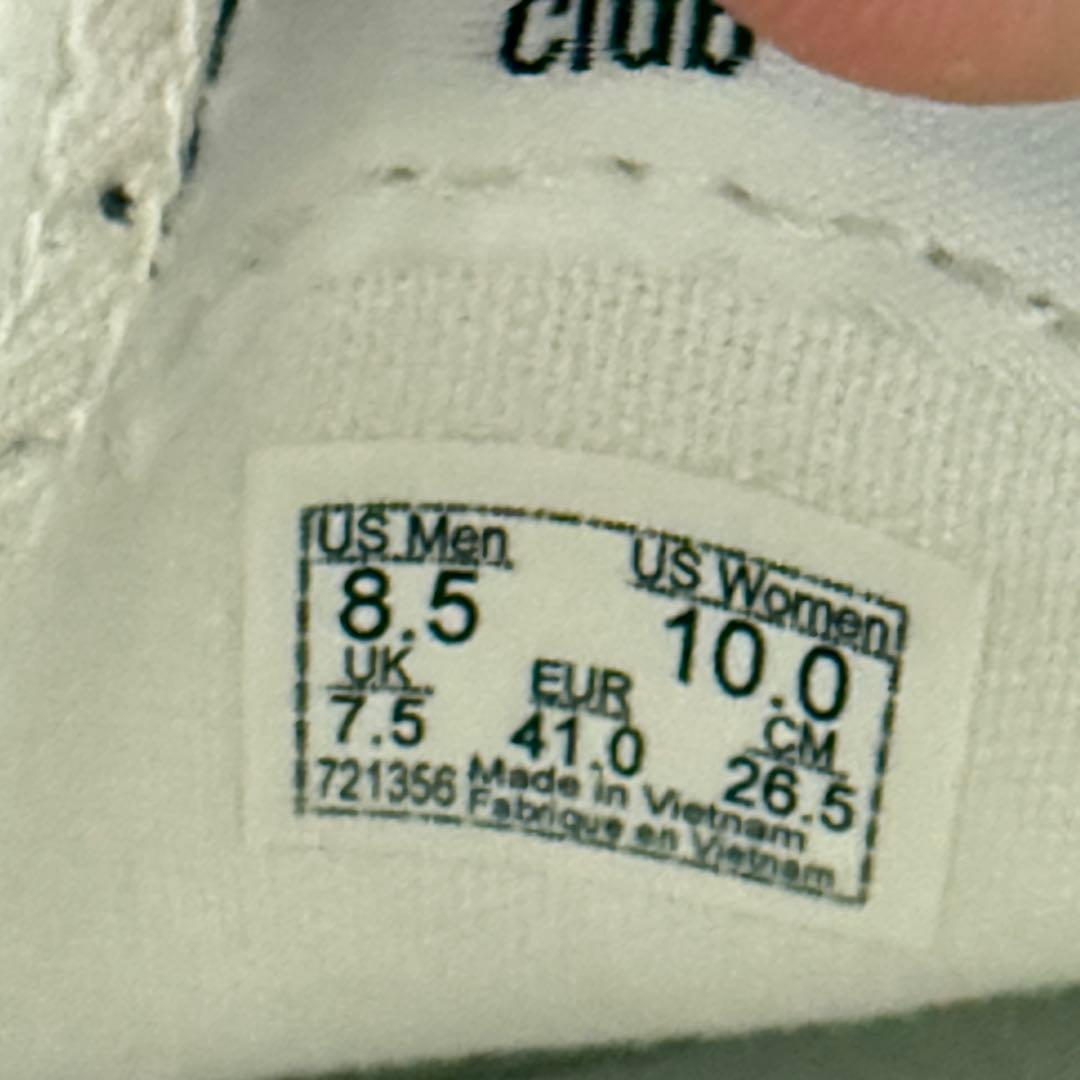 club
US Men US Women
8.5 10.0
UK EUR CM
7.5 41.0 26.5
721356 Made in Vietnam
Fabrique en Vietnam